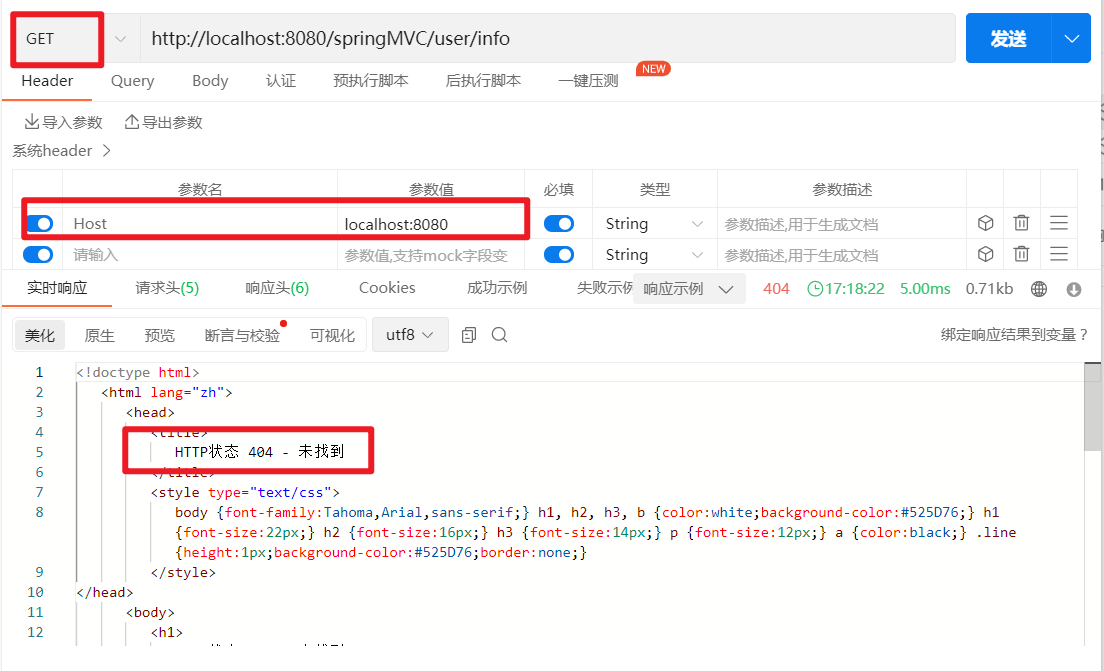 GET http://localhost:8080/springMVC/user/info 发送
Header Query Body 认证 预执行脚本 后执行脚本 一键压测 NEW
导入参数 导出参数
系统header
参数名 参数值 必填 类型 参数描述
Host localhost:8080 String 参数描述,用于生成文档
请输入 参数值,支持mock字段变 String 参数描述,用于生成文档
实时响应 请求头(5) 响应头(6) Cookies 成功示例 失败示例 响应示例 404 17:18:22 5.00ms 0.71kb
美化 原生 预览 断言与校验 可视化 utf8 绑定响应结果到变量?
1 <!doctype html>
2 <html lang="zh">
3 <head>
4 <title>
5 HTTP状态 404 - 未找到
6 </title>
7 <style type="text/css">
8 body {font-family:Tahoma,Arial,sans-serif;} h1, h2, h3, b {color:white;background-color:#525D76;} h1
{font-size:22px;} h2 {font-size:16px;} h3 {font-size:14px;} p {font-size:12px;} a {color:black;} .line
{height:1px;background-color:#525D76;border:none;}
9 </style>
10 </head>
11 <body>
12 <h1>